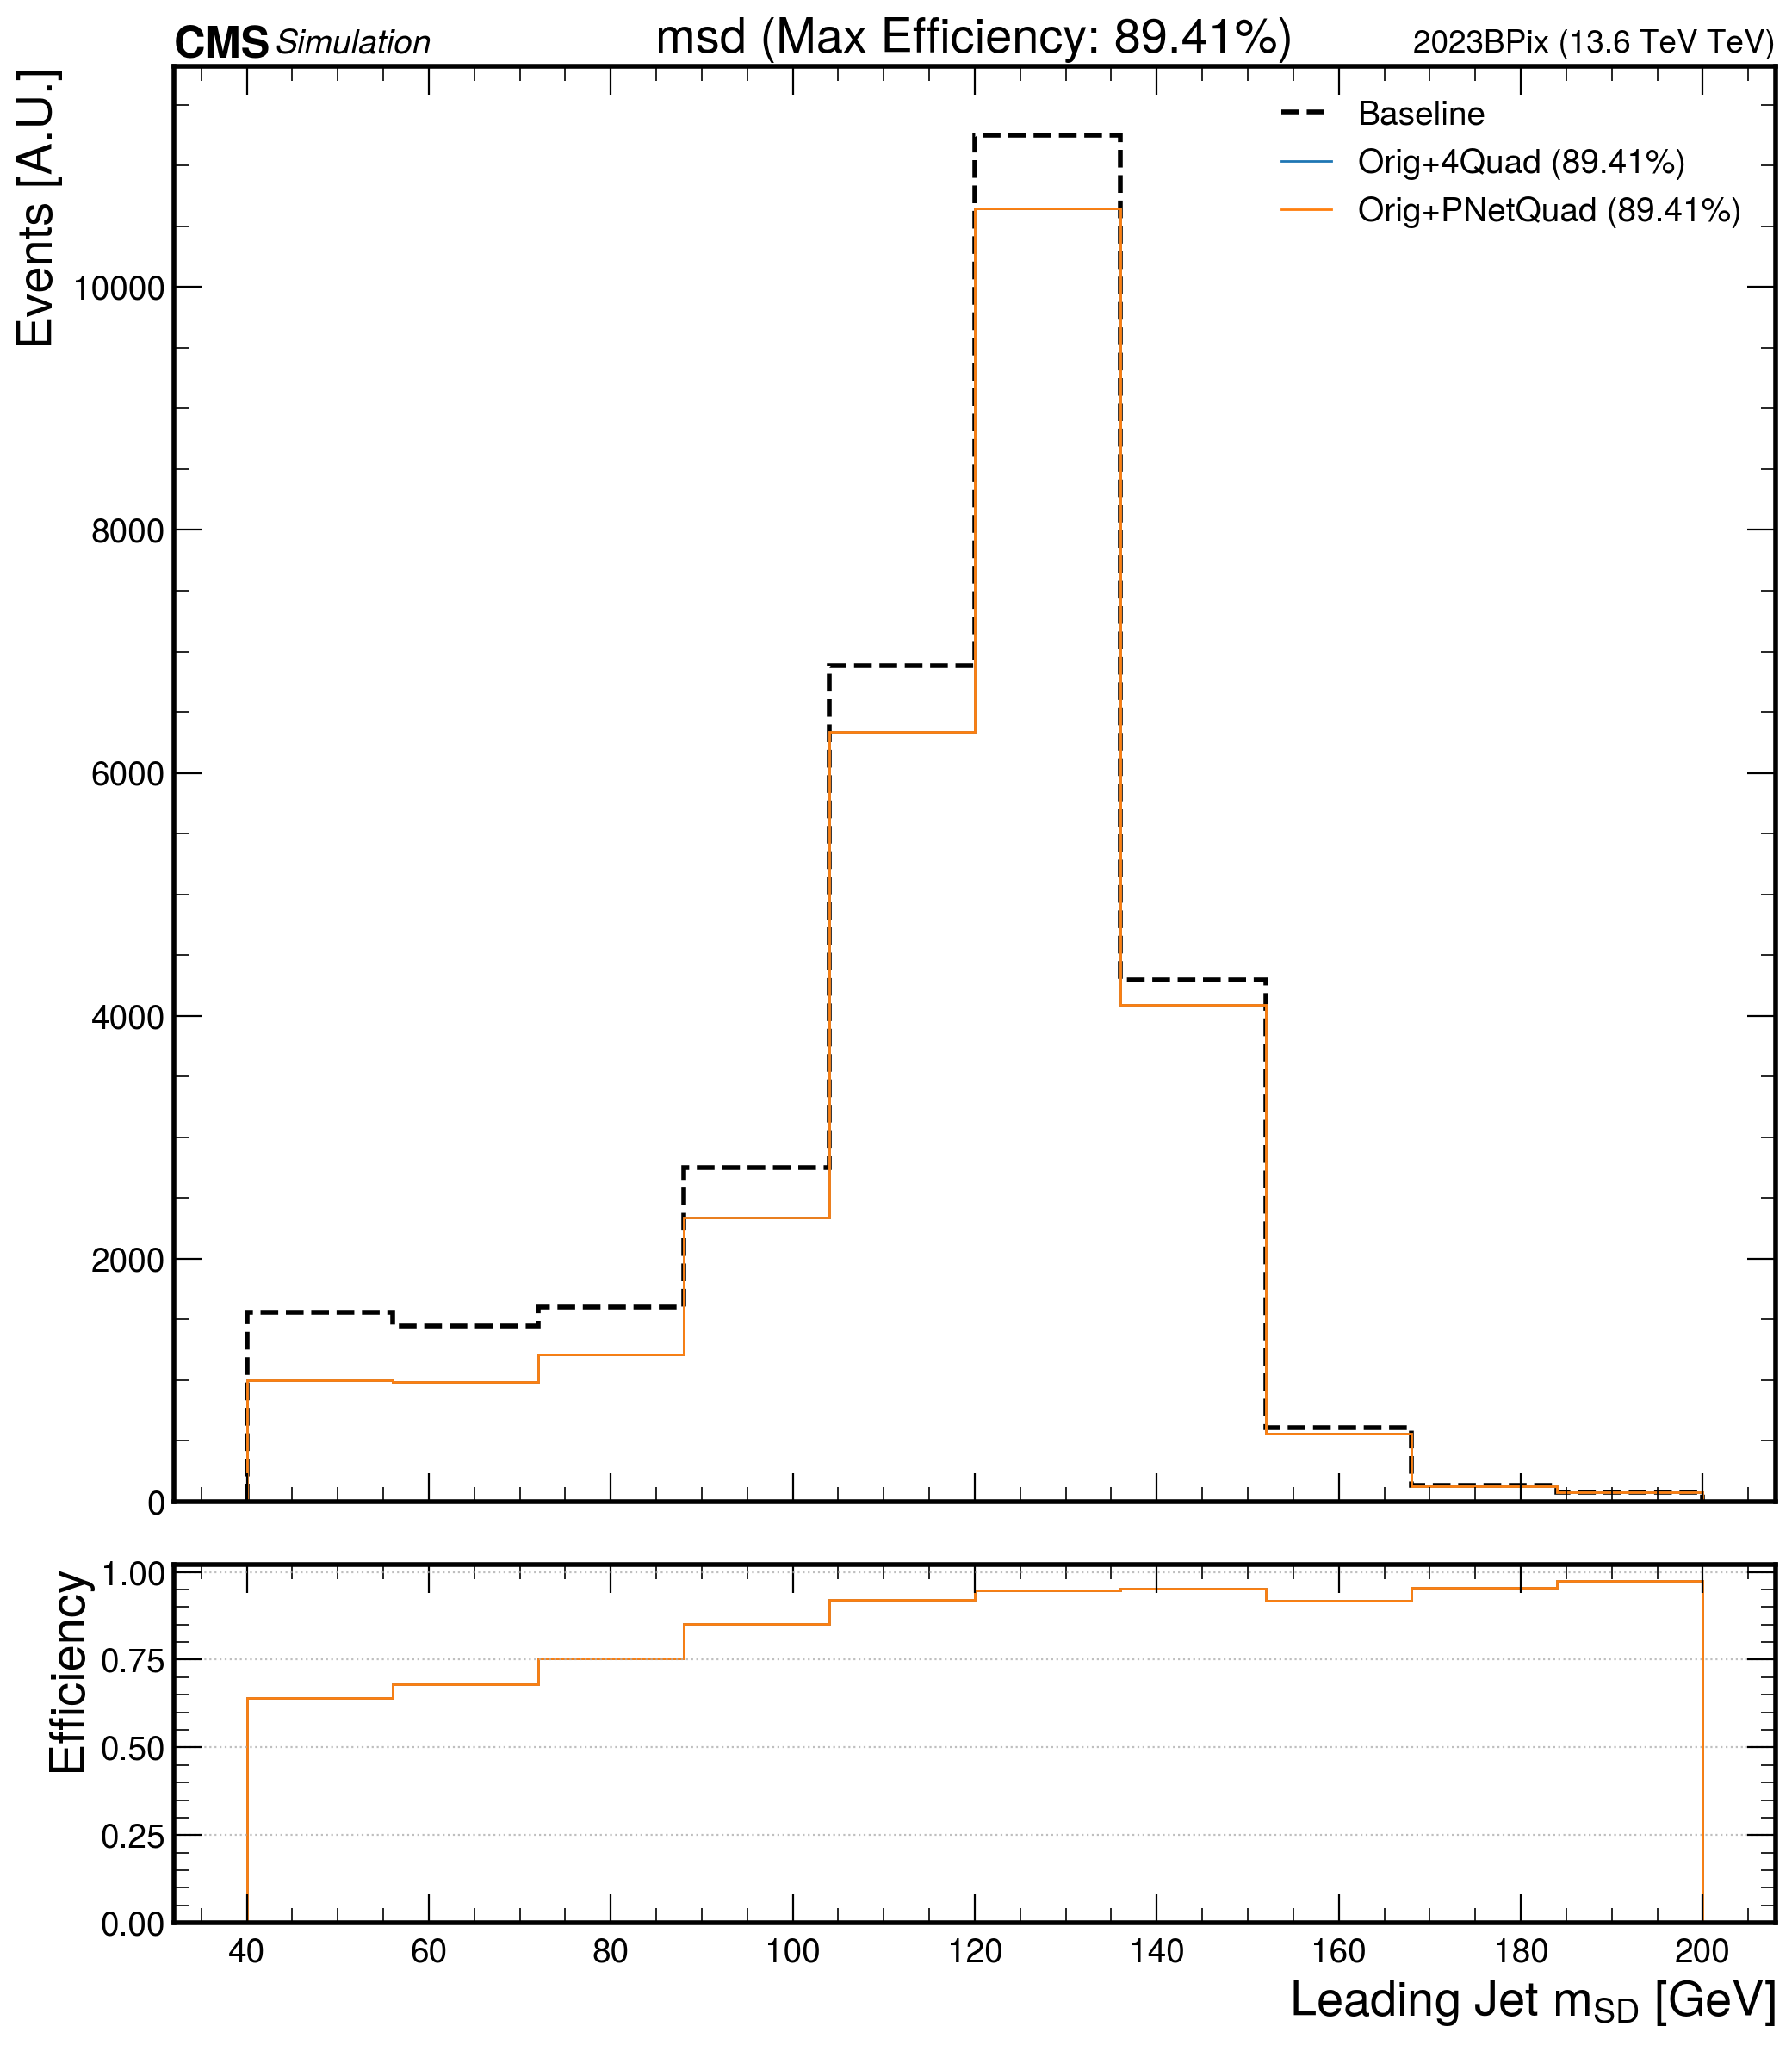 CMS Simulation
msd (Max Efficiency: 89.41%)
2023BPix (13.6 TeV TeV)
Events [A.U.]
Baseline
Orig+4Quad (89.41%)
Orig+PNetQuad (89.41%)
10000
8000
6000
4000
2000
0
Efficiency
1.00
0.75
0.50
0.25
0.00
40 60 80 100 120 140 160 180 200
Leading Jet mSD [GeV]